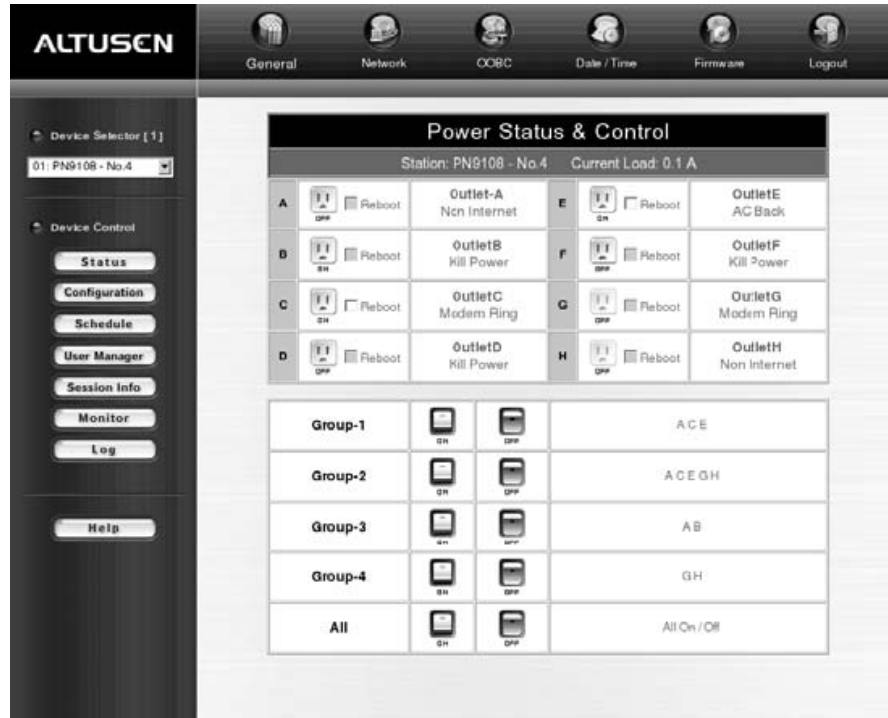 ALTUSEN
General Network OOBC Date / Time Firmware Logout
Device Selector [ 1 ]
01: PN9108 - No.4
Device Control
Status
Configuration
Schedule
User Manager
Session Info
Monitor
Log
Help
Power Status & Control
Station: PN9108 - No.4 Current Load: 0.1 A
A OFF Reboot Outlet-A Non Internet E ON Reboot OutletE AC Back
B ON Reboot OutletB Kill Power F OFF Reboot OutletF Kill Power
C ON Reboot OutletC Modem Ring G OFF Reboot OutletG Modem Ring
D OFF Reboot OutletD Kill Power H OFF Reboot OutletH Non Internet
Group-1 ON OFF A C E
Group-2 ON OFF A C E G H
Group-3 ON OFF A B
Group-4 ON OFF G H
All ON OFF All On / Off